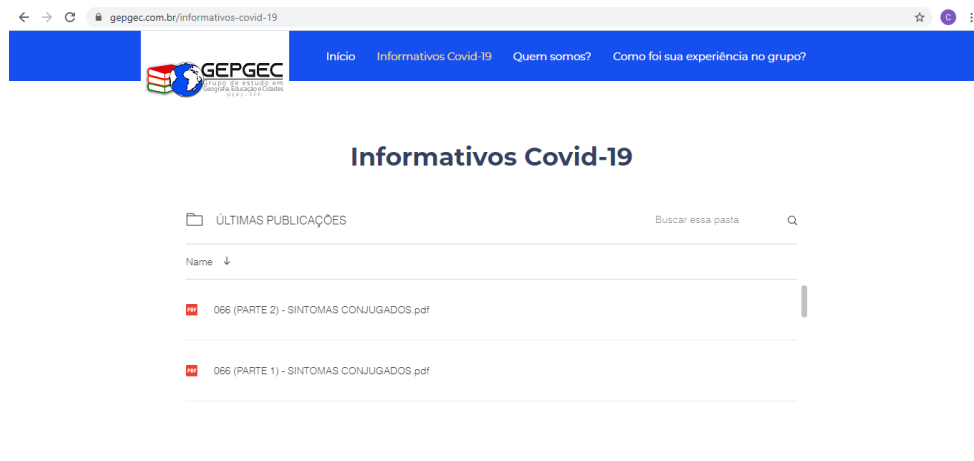 gepgec.com.br/informativos-covid-19
C
Início Informativos Covid-19 Quem somos? Como foi sua experiência no grupo?
GEPGEC
Grupo de estudo em
Geografia, Educação e Cidades
UERJ-FFP
Informativos Covid-19
ÚLTIMAS PUBLICAÇÕES Buscar essa pasta
Name ↓
PDF 066 (PARTE 2) - SINTOMAS CONJUGADOS.pdf
PDF 066 (PARTE 1) - SINTOMAS CONJUGADOS.pdf